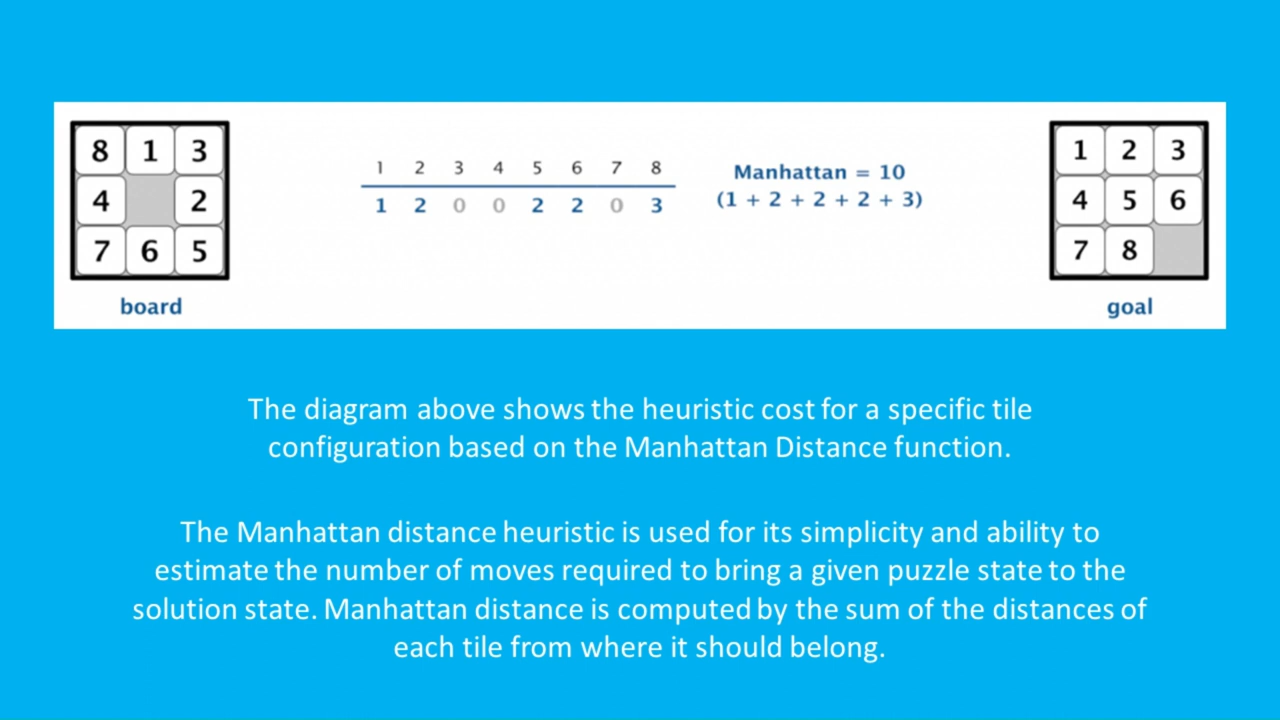 8 1 3
4 2
7 6 5
board
1 2 3 4 5 6 7 8
1 2 0 0 2 2 0 3
Manhattan = 10
(1 + 2 + 2 + 2 + 3)
1 2 3
4 5 6
7 8
goal
The diagram above shows the heuristic cost for a specific tile
configuration based on the Manhattan Distance function.
The Manhattan distance heuristic is used for its simplicity and ability to
estimate the number of moves required to bring a given puzzle state to the
solution state. Manhattan distance is computed by the sum of the distances of
each tile from where it should belong.